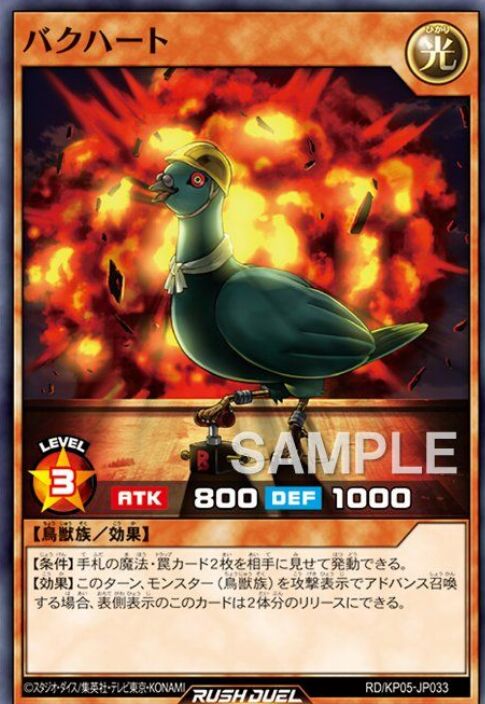 バクハート
ひかり
光
LEVEL
3
B
SAMPLE
ATK 800 DEF 1000
【鳥獣族／効果】
【条件】手札の魔法・罠カード2枚を相手に見せて発動できる。
【効果】このターン、モンスター（鳥獣族）を攻撃表示でアドバンス召喚
する場合、表側表示のこのカードは2体分のリリースにできる。
©スタジオ・ダイス/集英社・テレビ東京・KONAMI
RUSH DUEL
RD/KP05-JP033